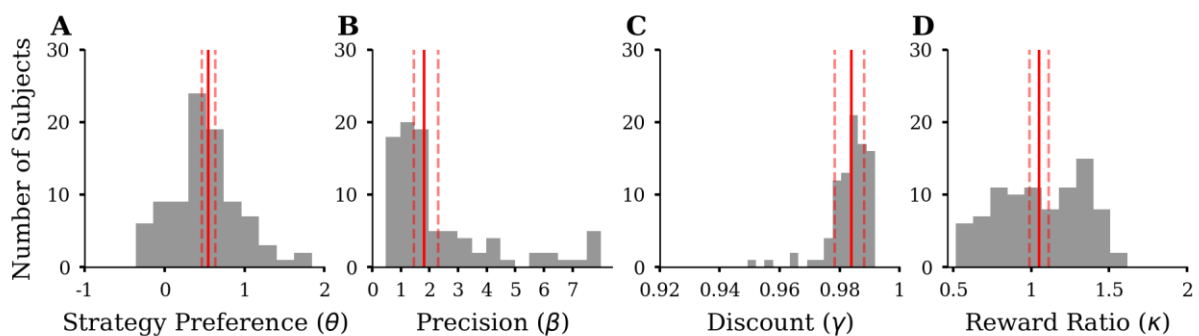 A B C D
30 30 30 30
20 20 20 20
10 10 10 10
0 0 0 0
-1 0 1 2 0 1 2 3 4 5 6 7 0.92 0.94 0.96 0.98 1 0.5 1 1.5 2
Number of Subjects
Strategy Preference (θ) Precision (β) Discount (γ) Reward Ratio (κ)